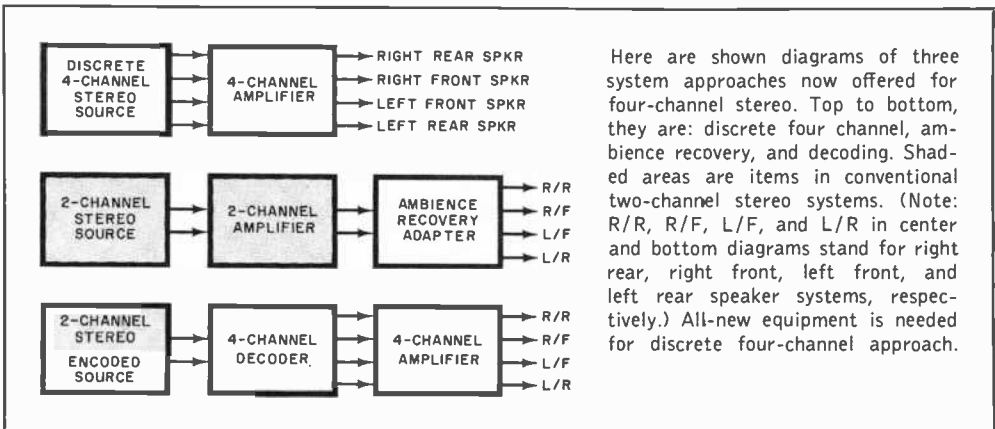 DISCRETE
4-CHANNEL
STEREO
SOURCE
4-CHANNEL
AMPLIFIER
RIGHT REAR SPKR
RIGHT FRONT SPKR
LEFT FRONT SPKR
LEFT REAR SPKR
2-CHANNEL
STEREO
SOURCE
2-CHANNEL
AMPLIFIER
AMBIENCE
RECOVERY
ADAPTER
R/R
R/F
L/F
L/R
2-CHANNEL
STEREO
ENCODED
SOURCE
4-CHANNEL
DECODER.
4-CHANNEL
AMPLIFIER
R/R
R/F
L/F
L/R
Here are shown diagrams of three
system approaches now offered for
four-channel stereo. Top to bottom,
they are: discrete four channel, am-
bience recovery, and decoding. Shad-
ed areas are items in conventional
two-channel stereo systems. (Note:
R/R, R/F, L/F, and L/R in center
and bottom diagrams stand for right
rear, right front, left front, and
left rear speaker systems, respec-
tively.) All-new equipment is needed
for discrete four-channel approach.